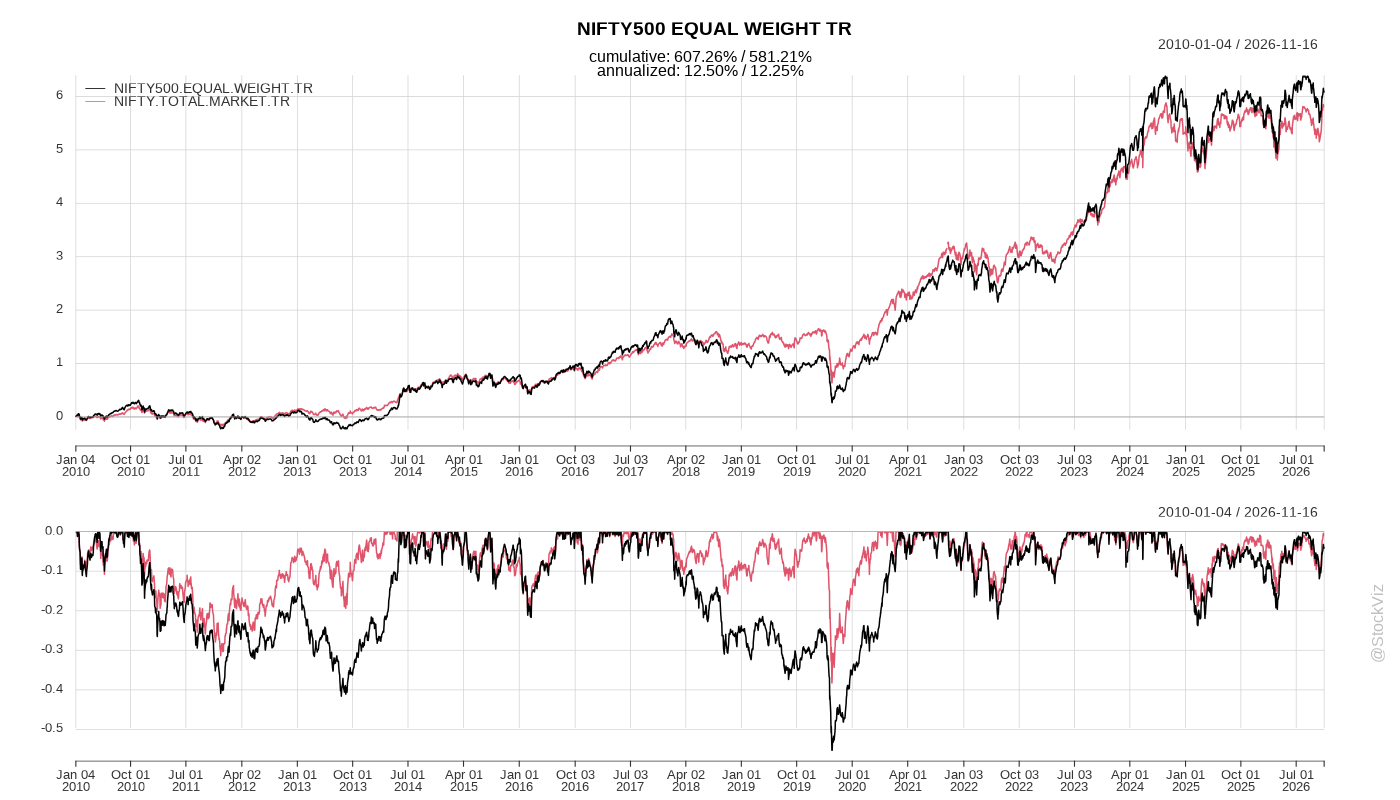 NIFTY500 EQUAL WEIGHT TR
2010-01-04 / 2026-11-16
cumulative: 607.26% / 581.21%
annualized: 12.50% / 12.25%
NIFTY500.EQUAL.WEIGHT.TR
NIFTY.TOTAL.MARKET.TR
6
5
4
3
2
1
0
Jan 04 Oct 01 Jul 01 Apr 02 Jan 01 Oct 01 Jul 01 Apr 01 Jan 01 Oct 03 Jul 03 Apr 02 Jan 01 Oct 01 Jul 01 Apr 01 Jan 03 Oct 03 Jul 03 Apr 01 Jan 01 Oct 01 Jul 01
2010 2010 2011 2012 2013 2013 2014 2015 2016 2016 2017 2018 2019 2019 2020 2021 2022 2022 2023 2024 2025 2025 2026
2010-01-04 / 2026-11-16
0.0
-0.1
-0.2
-0.3
-0.4
-0.5
Jan 04 Oct 01 Jul 01 Apr 02 Jan 01 Oct 01 Jul 01 Apr 01 Jan 01 Oct 03 Jul 03 Apr 02 Jan 01 Oct 01 Jul 01 Apr 01 Jan 03 Oct 03 Jul 03 Apr 01 Jan 01 Oct 01 Jul 01
2010 2010 2011 2012 2013 2013 2014 2015 2016 2016 2017 2018 2019 2019 2020 2021 2022 2022 2023 2024 2025 2025 2026
@StockViz